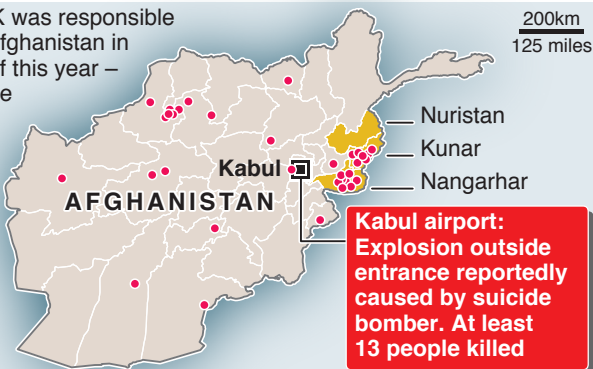 K was responsible
fghanistan in
f this year –
e
200km
125 miles
Nuristan
Kunar
Nangarhar
Kabul
AFGHANISTAN
Kabul airport:
Explosion outside
entrance reportedly
caused by suicide
bomber. At least
13 people killed